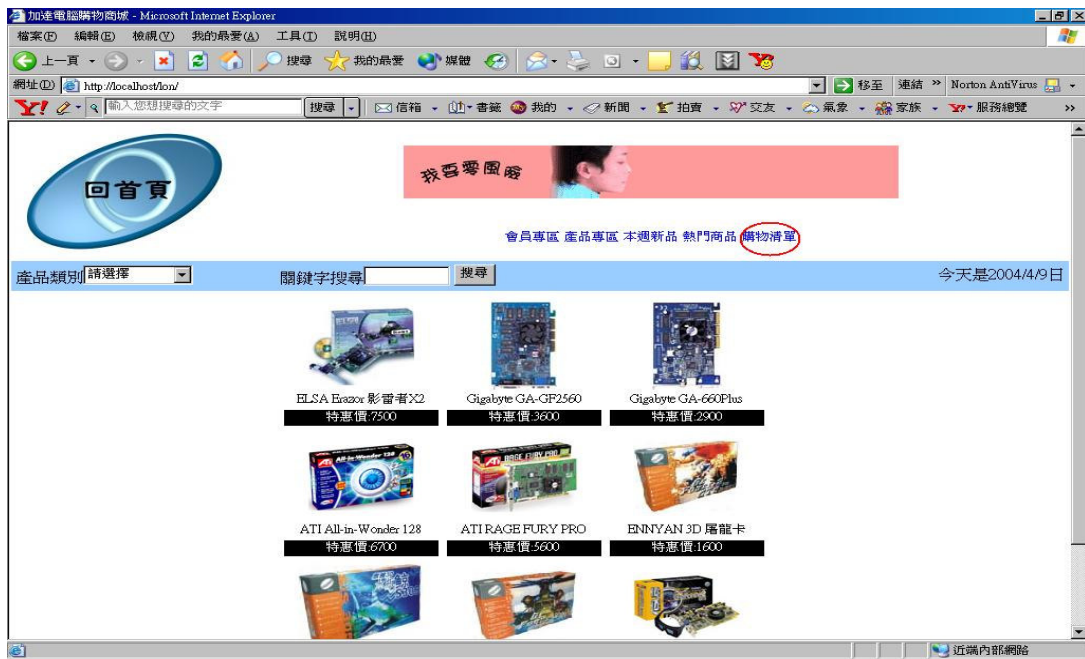 加達電腦購物商城 - Microsoft Internet Explorer
檔案(F) 編輯(E) 檢視(V) 我的最愛(A) 工具(T) 說明(H)
上一頁 搜尋 我的最愛 媒體
網址(D) http://localhost/lon/ 移至 連結 » Norton AntiVirus
Y! 輸入您想搜尋的文字 搜尋 信箱 書籤 我的 新聞 拍賣 交友 氣象 家族 服務總覽 »
回首頁
我要零風險
會員專區 產品專區 本週新品 熱門商品 購物清單
產品類別 請選擇 關鍵字搜尋 搜尋 今天是2004/4/9日
ELSA Erazor 影雷者X2 Gigabyte GA-GF2560 Gigabyte GA-660Plus
特惠價:7500 特惠價:3600 特惠價:2900
ATI All-in-Wonder 128 ATI RAGE FURY PRO ENNYAN 3D 屠龍卡
特惠價:6700 特惠價:5600 特惠價:1600
近端內部網路